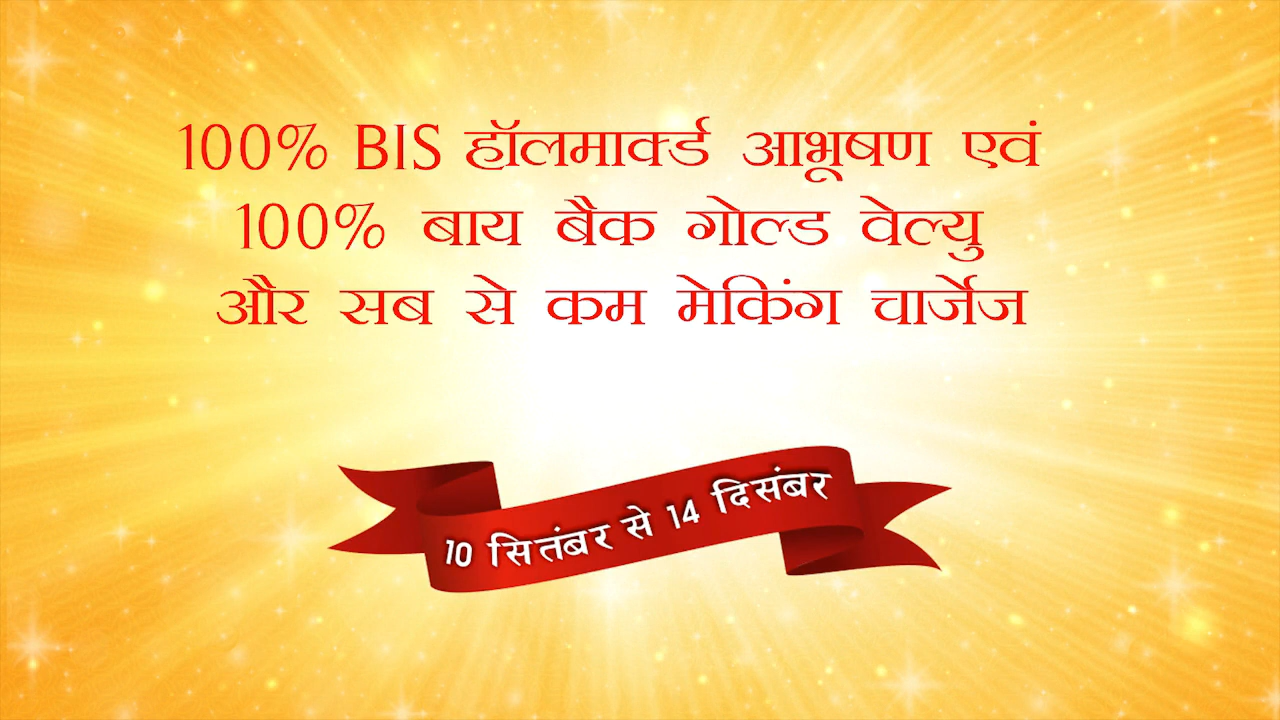 100% BIS हॉलमार्क्ड आभूषण एवं
100% बाय बैक गोल्ड वेल्यु
और सब से कम मेकिंग चार्जेज
10 सितंबर से 14 दिसंबर